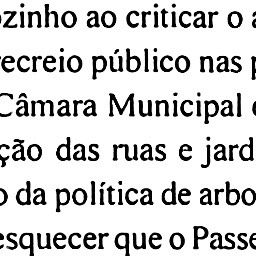 ozinho ao criticar o a
recreio público nas p
Câmara Municipal
ção das ruas e jard
o da política de arbo
esquecer que o Passe